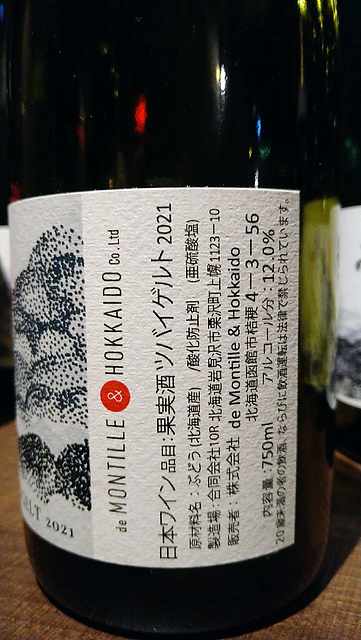 de MONTILLE & HOKKAIDO Co., Ltd
日本ワイン 品目：果実酒 ツバイゲルト 2021
原材料名：ぶどう（北海道産） 酸化防止剤 （亜硫酸塩）
製造場：合同会社10R 北海道岩見沢市栗沢町上幌1123－10
販売者：株式会社 de Montille & Hokkaido
北海道函館市桔梗4－3－56
内容量：750ml アルコール分、12.0%
20歳未満の者の飲酒、ならびに飲酒運転は法律で禁じられています。
2021